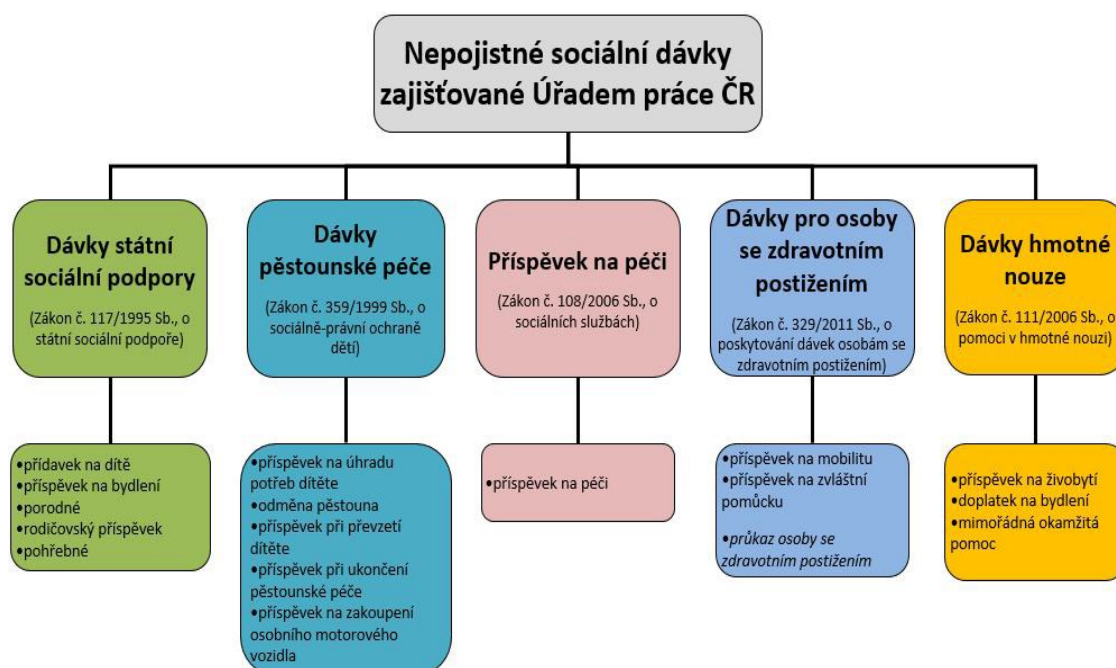 Nepojistné sociální dávky
zajišťované Úřadem práce ČR
Dávky státní
sociální podpory
(Zákon č. 117/1995 Sb., o
státní sociální podpoře)
Dávky
pěstounské péče
(Zákon č. 359/1999 Sb., o
sociálně-právní ochraně
dětí)
Příspěvek na péči
(Zákon č. 108/2006 Sb., o
sociálních službách)
Dávky pro osoby
se zdravotním
postižením
(Zákon č. 329/2011 Sb., o
poskytování dávek osobám se
zdravotním postižením)
Dávky hmotné
nouze
(Zákon č. 111/2006 Sb., o
pomoci v hmotné nouzi)
•přídavek na dítě
•příspěvek na bydlení
•porodné
•rodičovský příspěvek
•pohřebné
•příspěvek na úhradu
potřeb dítěte
•odměna pěstouna
•příspěvek při převzetí
dítěte
•příspěvek při ukončení
pěstounské péče
•příspěvek na zakoupení
osobního motorového
vozidla
•příspěvek na péči
•příspěvek na mobilitu
•příspěvek na zvláštní
pomůcku
•průkaz osoby se
zdravotním postižením
•příspěvek na živobytí
•doplatek na bydlení
•mimořádná okamžitá
pomoc